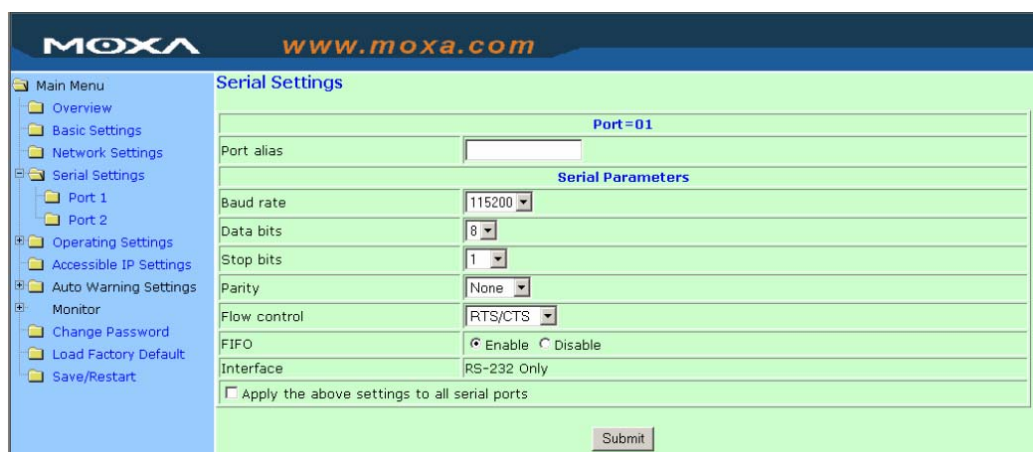 MOXA
www.moxa.com
Main Menu
Overview
Basic Settings
Network Settings
Serial Settings
Port 1
Port 2
Operating Settings
Accessible IP Settings
Auto Warning Settings
Monitor
Change Password
Load Factory Default
Save/Restart
Serial Settings
Port=01
Port alias
Serial Parameters
Baud rate 115200
Data bits 8
Stop bits 1
Parity None
Flow control RTS/CTS
FIFO Enable Disable
Interface RS-232 Only
Apply the above settings to all serial ports
Submit